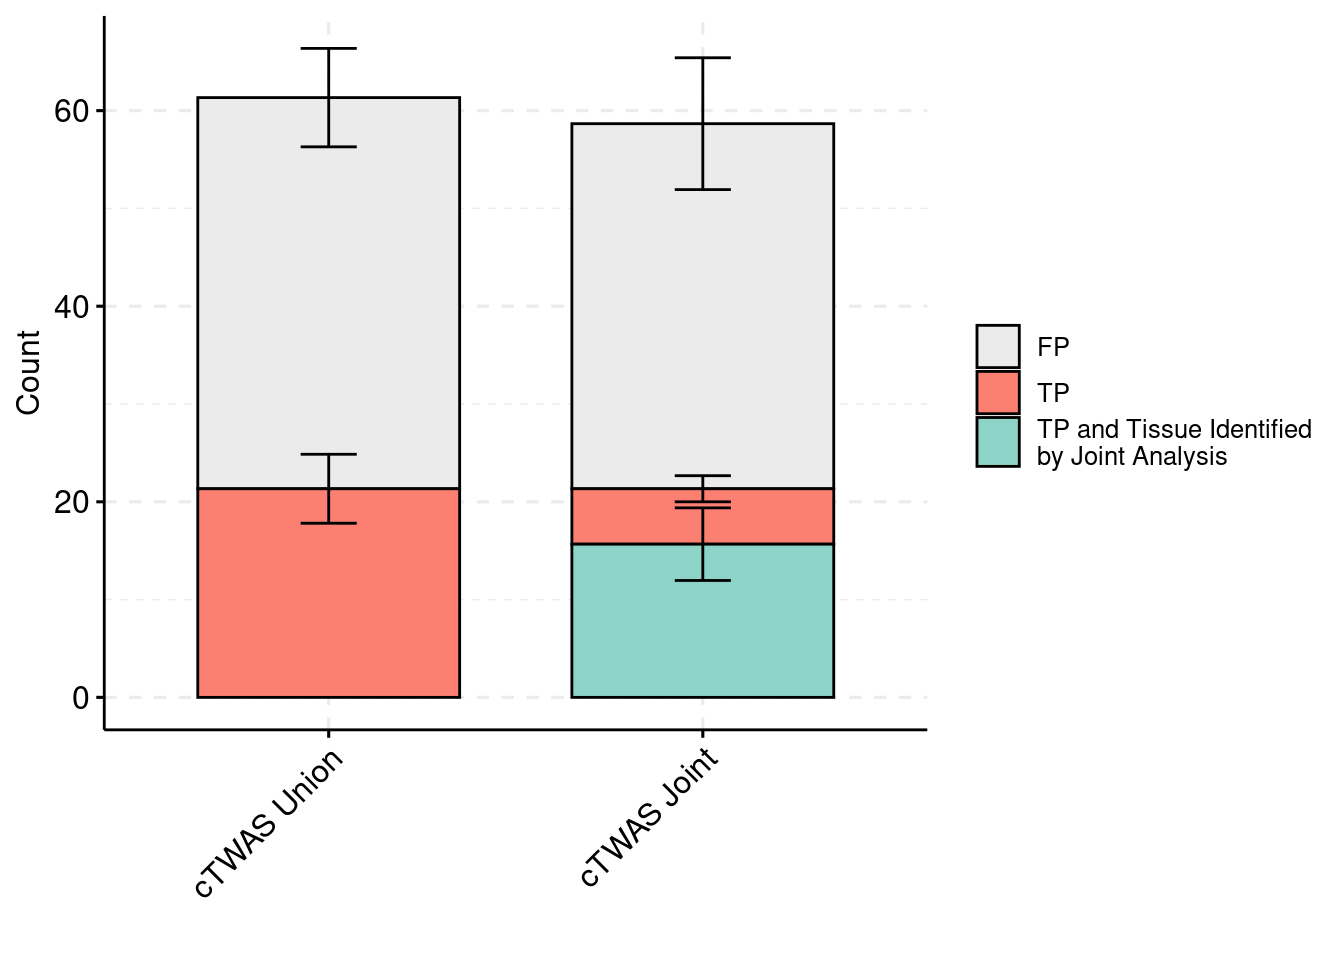 60
40
20
0
Count
cTWAS Union
cTWAS Joint
FP
TP
TP and Tissue Identified
by Joint Analysis